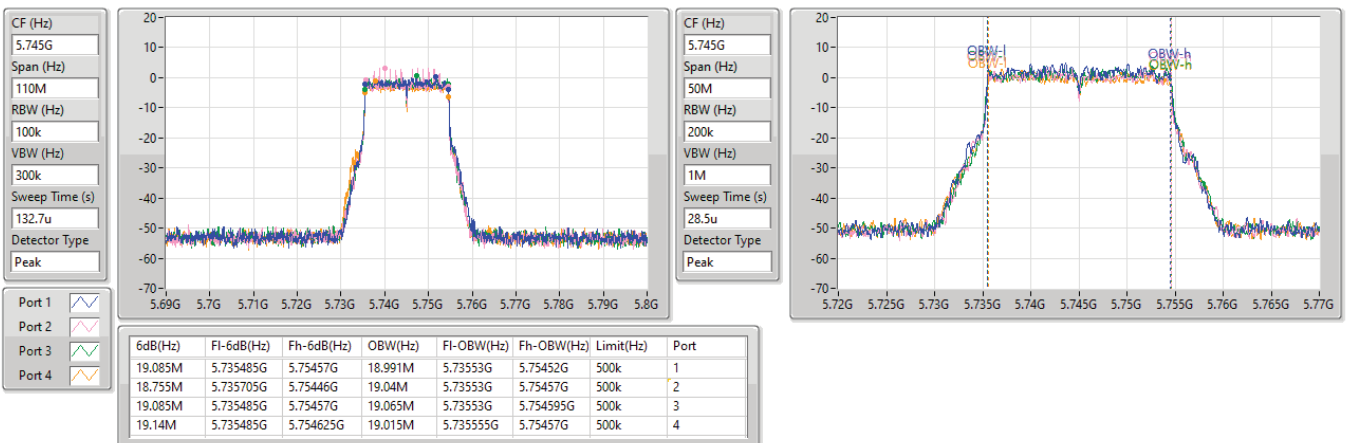 CF (Hz)
5.745G
Span (Hz)
110M
RBW (Hz)
100k
VBW (Hz)
300k
Sweep Time (s)
132.7u
Detector Type
Peak
20
10
0
-10
-20
-30
-40
-50
-60
-70
5.69G 5.7G 5.71G 5.72G 5.73G 5.74G 5.75G 5.76G 5.77G 5.78G 5.79G 5.8G
CF (Hz)
5.745G
Span (Hz)
50M
RBW (Hz)
200k
VBW (Hz)
1M
Sweep Time (s)
28.5u
Detector Type
Peak
20
10
0
-10
-20
-30
-40
-50
-60
-70
OBW-l OBW-h
OBW-h
5.72G 5.725G 5.73G 5.735G 5.74G 5.745G 5.75G 5.755G 5.76G 5.765G 5.77G
Port 1
Port 2
Port 3
Port 4
6dB(Hz) Fl-6dB(Hz) Fh-6dB(Hz) OBW(Hz) Fl-OBW(Hz) Fh-OBW(Hz) Limit(Hz) Port
19.085M 5.735485G 5.75457G 18.991M 5.73553G 5.75452G 500k 1
18.755M 5.735705G 5.75446G 19.04M 5.73553G 5.75457G 500k 2
19.085M 5.735485G 5.75457G 19.065M 5.73553G 5.754595G 500k 3
19.14M 5.735485G 5.754625G 19.015M 5.735555G 5.75457G 500k 4